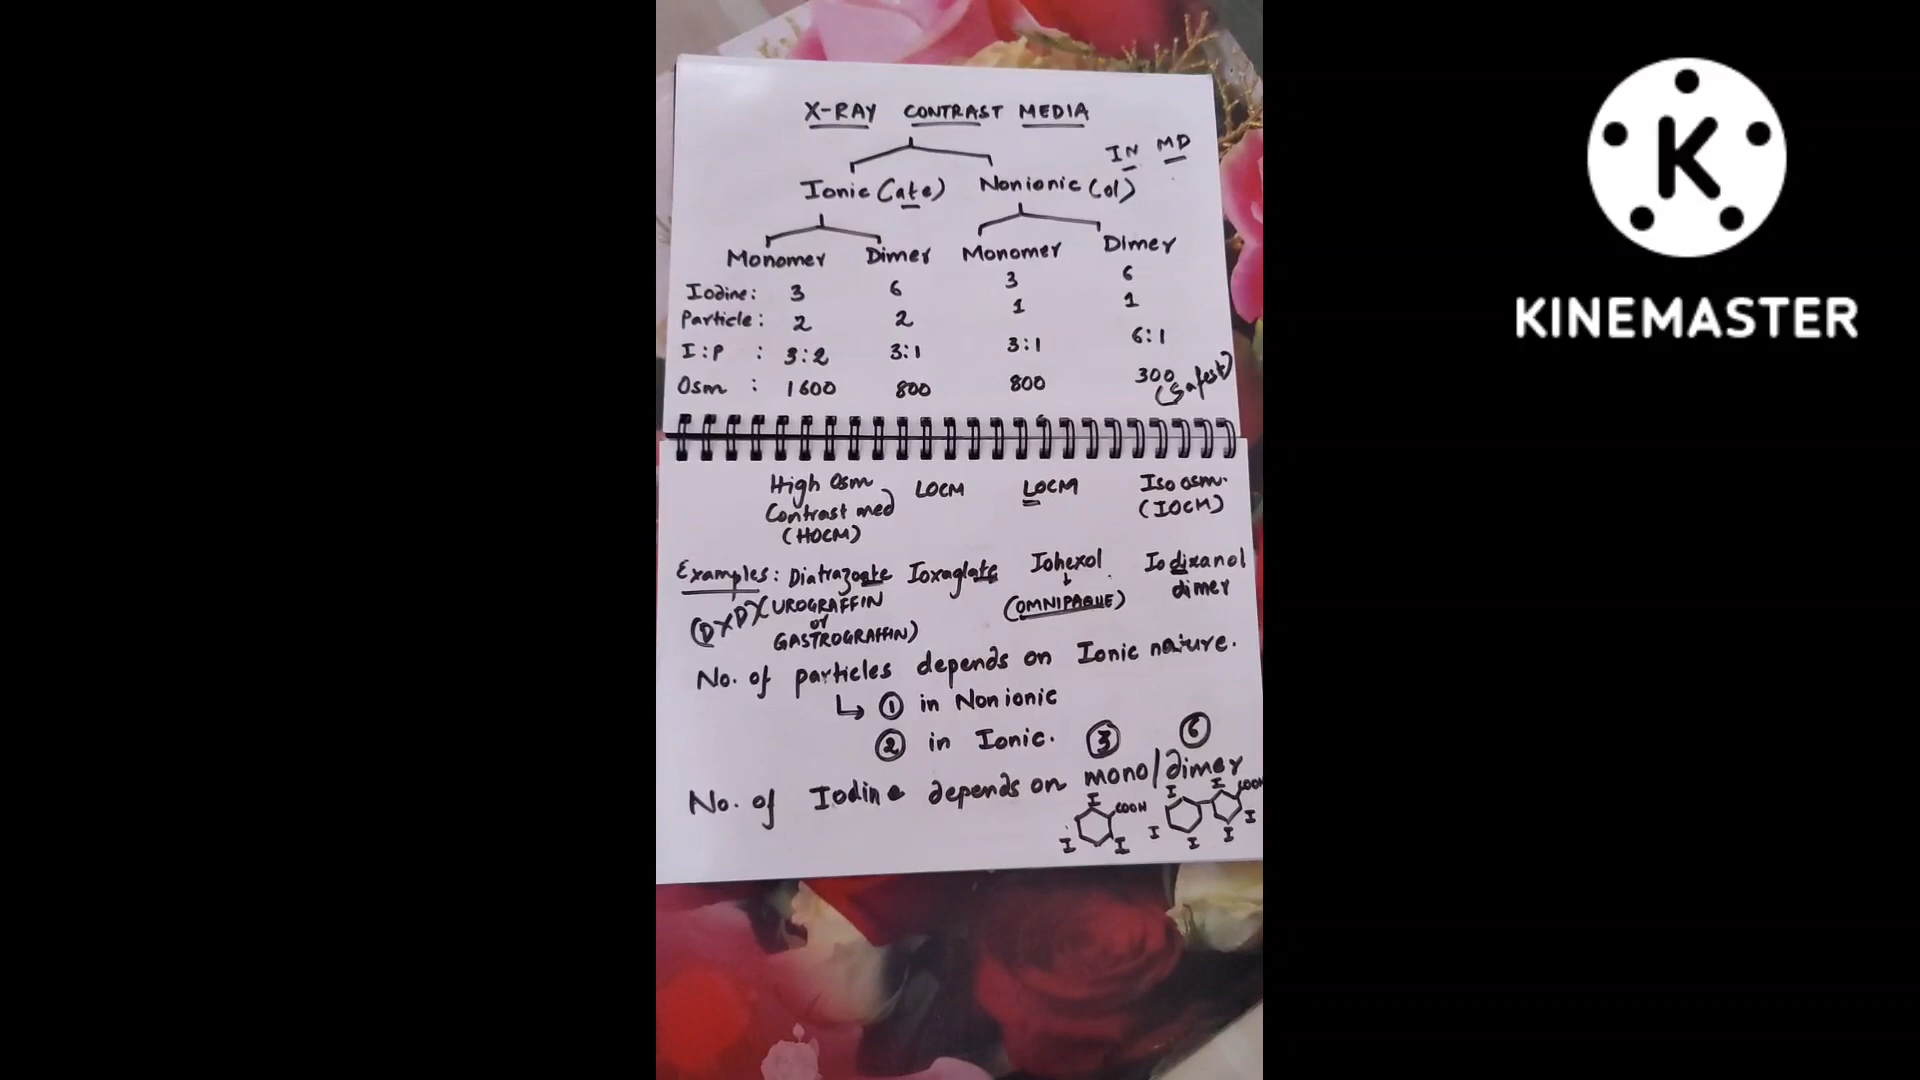 X-RAY CONTRAST MEDIA
IN MD
Ionic (ate) Nonionic (ol)
Monomer Dimer Monomer Dimer
Iodine: 3 6 3 6
Particle: 2 2 1 1
I:P : 3:2 3:1 3:1 6:1
Osm : 1600 800 800 300 (Safest)
High Osm Contrast med (HOCM) LOCM LOCM Iso osm. (IOCM)
Examples: Diatrazoate Ioxaglate Iohexol Iodixanol
(OMNIPAQUE) dimer
UROGRAFFIN
or
GASTROGRAFFIN)
No. of particles depends on Ionic nature.
① in Nonionic
② in Ionic. ③ ⑥
No. of Iodine depends on mono/dimer
I COOH I I COOH
I I I I I I
K
KINEMASTER